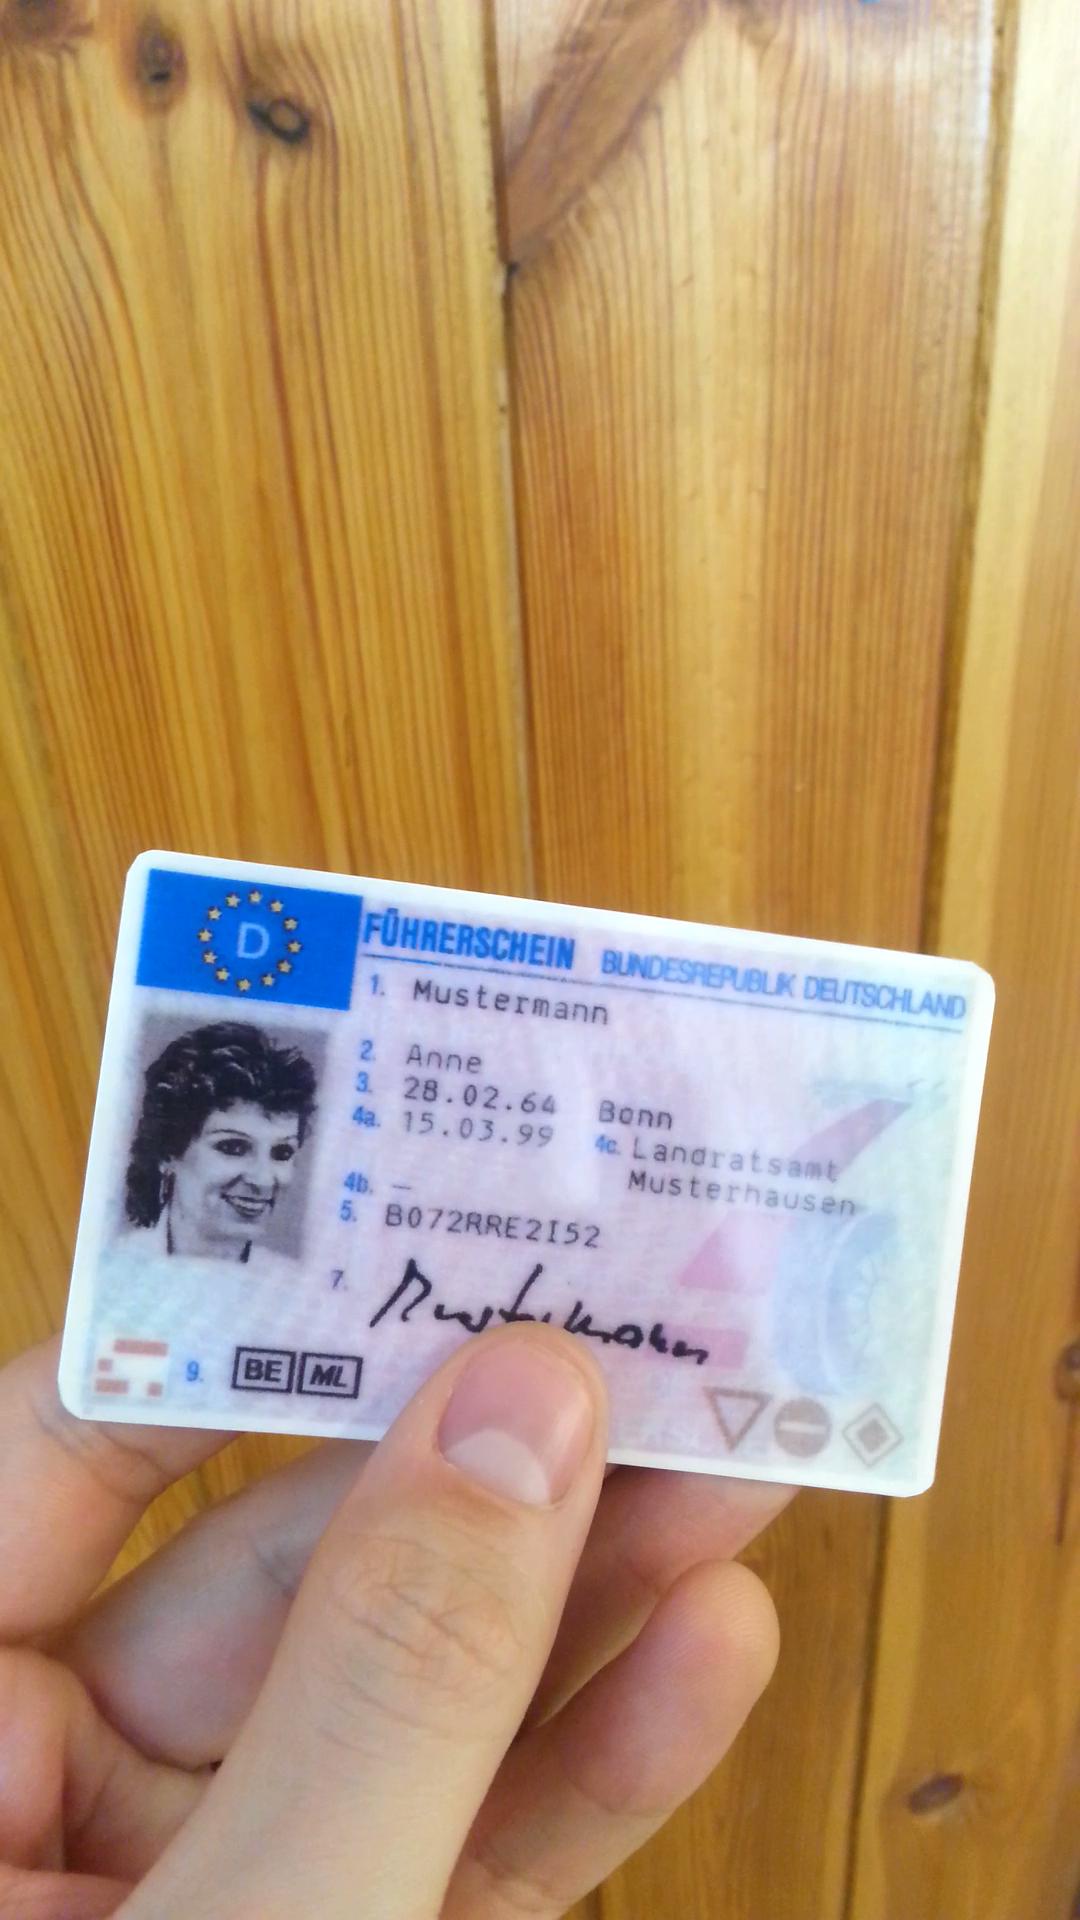 D
FÜHRERSCHEIN BUNDESREPUBLIK DEUTSCHLAND
1. Mustermann
2. Anne
3. 28.02.64 Bonn
4a. 15.03.99 4c. Landratsamt
Musterhausen
4b. –
5. B072RRE2I52
7. Mustermann
9. BE ML